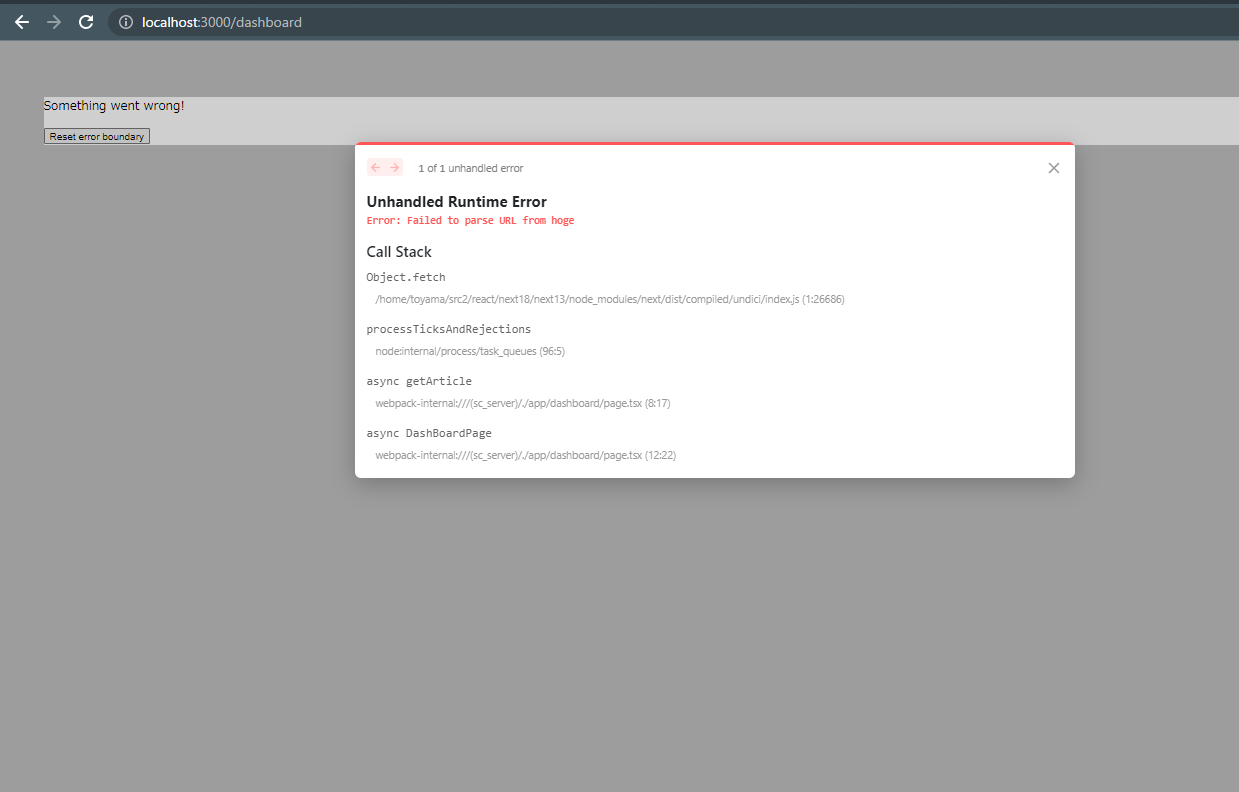 localhost:3000/dashboard
Something went wrong!
Reset error boundary
1 of 1 unhandled error
Unhandled Runtime Error
Error: Failed to parse URL from hoge
Call Stack
Object.fetch
/home/toyama/src2/react/next18/next13/node_modules/next/dist/compiled/undici/index.js (1:26686)
processTicksAndRejections
node:internal/process/task_queues (96:5)
async getArticle
webpack-internal:///(sc_server)/./app/dashboard/page.tsx (8:17)
async DashBoardPage
webpack-internal:///(sc_server)/./app/dashboard/page.tsx (12:22)